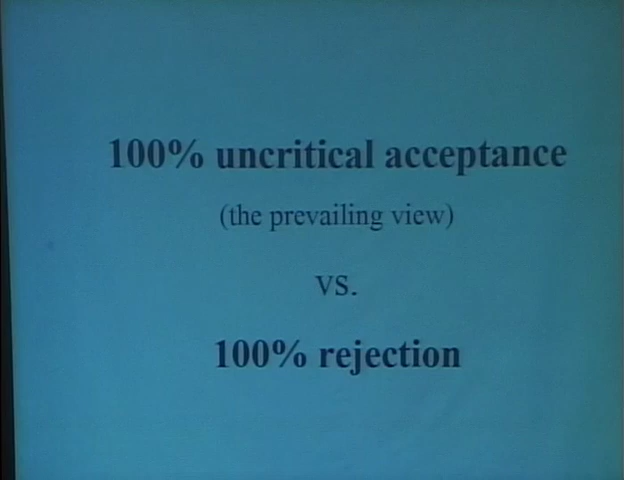 100% uncritical acceptance
(the prevailing view)
vs.
100% rejection